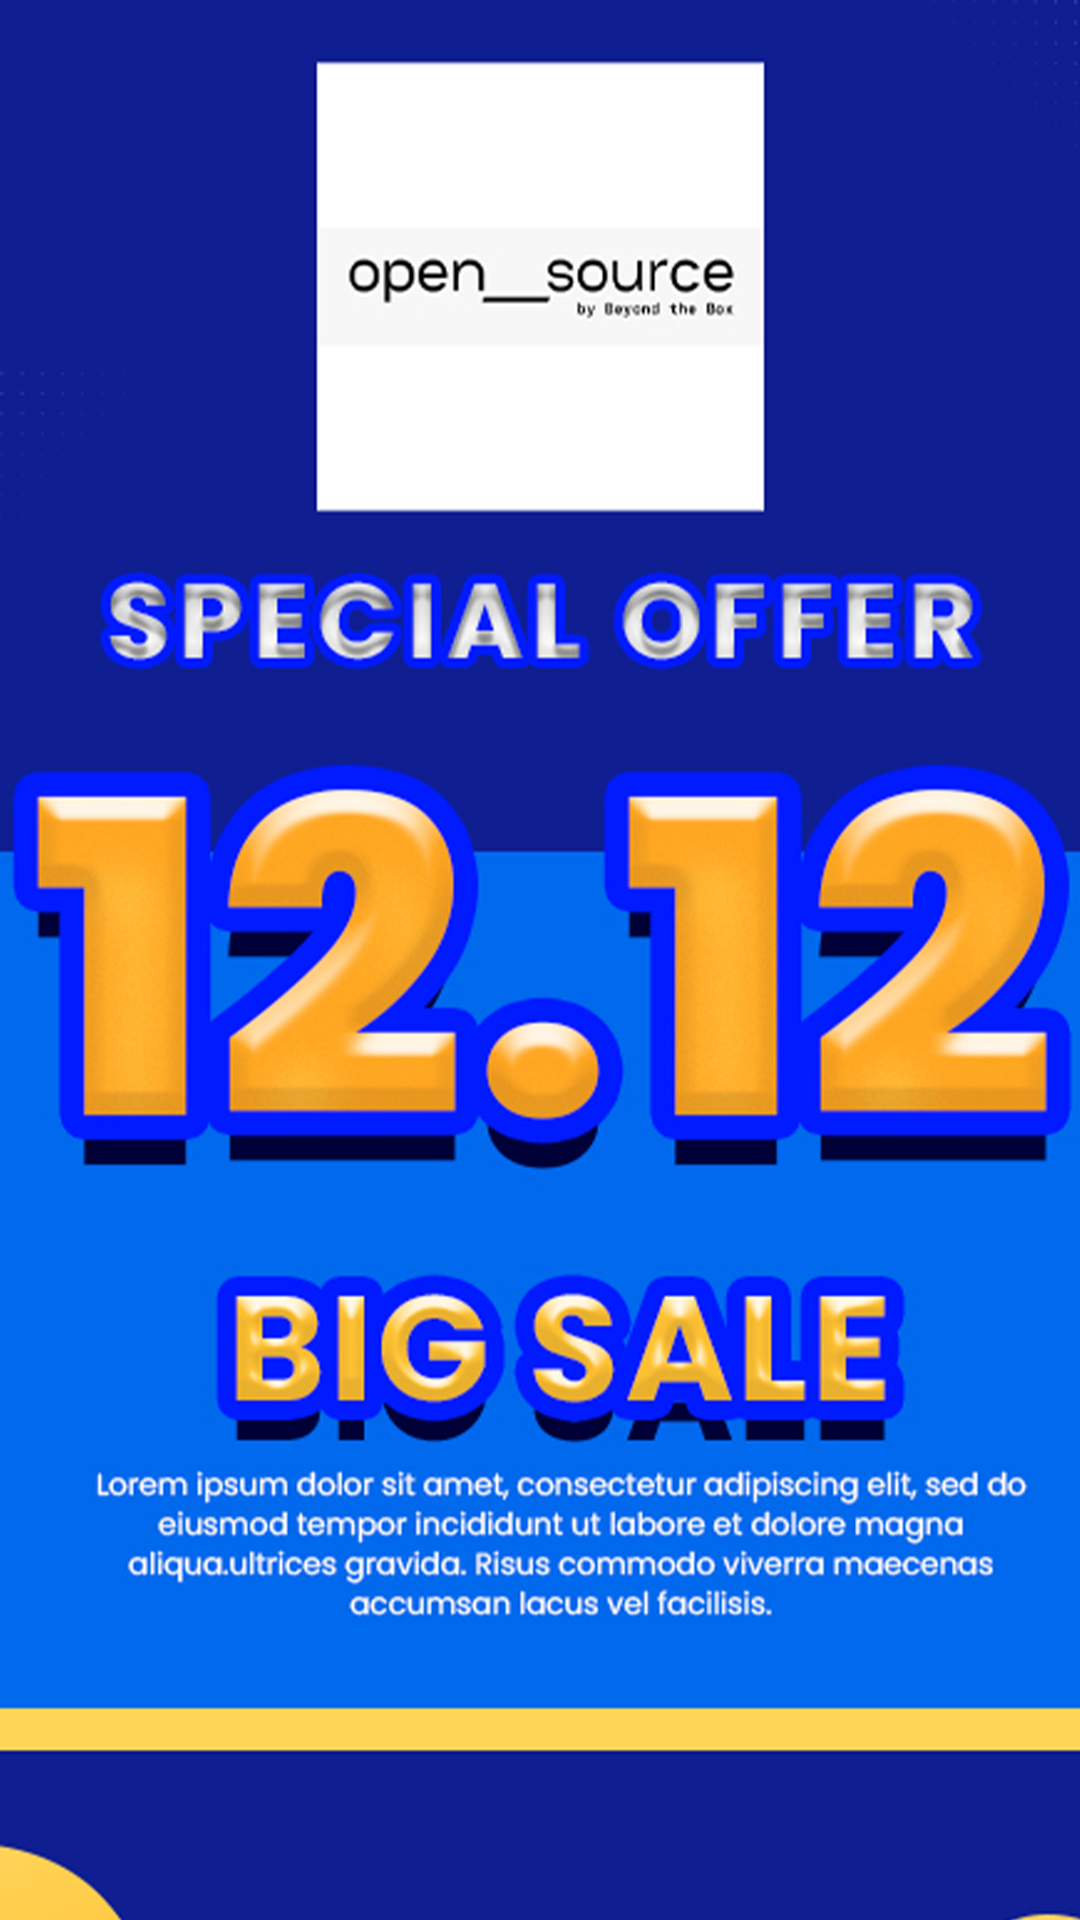 open__source
by Beyond the Box
SPECIAL OFFER
12.12
BIG SALE
Lorem ipsum dolor sit amet, consectetur adipiscing elit, sed do
eiusmod tempor incididunt ut labore et dolore magna
aliqua.ultrices gravida. Risus commodo viverra maecenas
accumsan lacus vel facilisis.